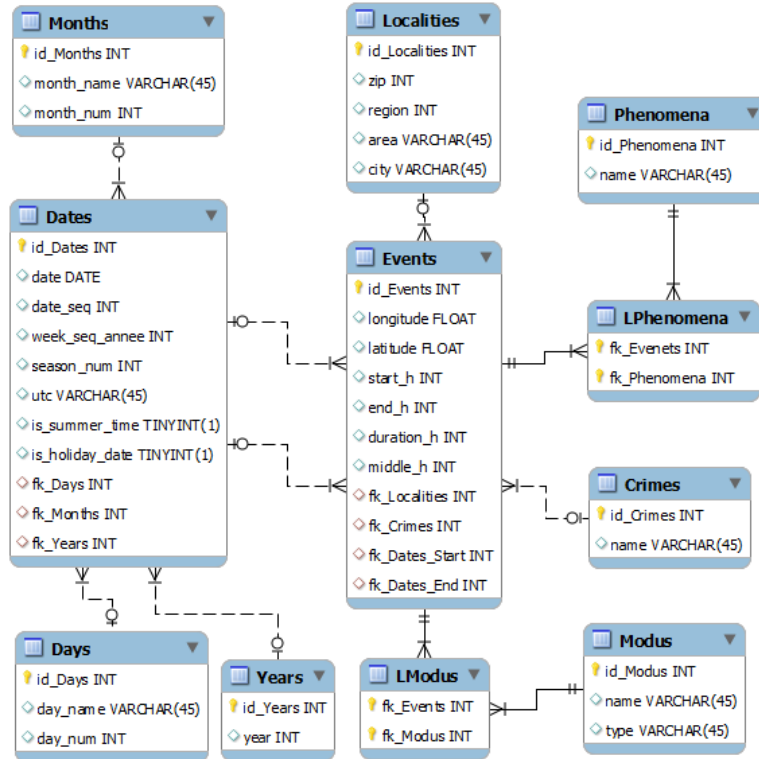 Months
id_Months INT
month_name VARCHAR(45)
month_num INT
Localities
id_Localities INT
zip INT
region INT
area VARCHAR(45)
city VARCHAR(45)
Phenomena
id_Phenomena INT
name VARCHAR(45)
Dates
id_Dates INT
date DATE
date_seq INT
week_seq_annee INT
season_num INT
utc VARCHAR(45)
is_summer_time TINYINT(1)
is_holiday_date TINYINT(1)
fk_Days INT
fk_Months INT
fk_Years INT
Events
id_Events INT
longitude FLOAT
latitude FLOAT
start_h INT
end_h INT
duration_h INT
middle_h INT
fk_Localities INT
fk_Crimes INT
fk_Dates_Start INT
fk_Dates_End INT
LPhenomena
fk_Evenets INT
fk_Phenomena INT
Crimes
id_Crimes INT
name VARCHAR(45)
Days
id_Days INT
day_name VARCHAR(45)
day_num INT
Years
id_Years INT
year INT
LModus
fk_Events INT
fk_Modus INT
Modus
id_Modus INT
name VARCHAR(45)
type VARCHAR(45)